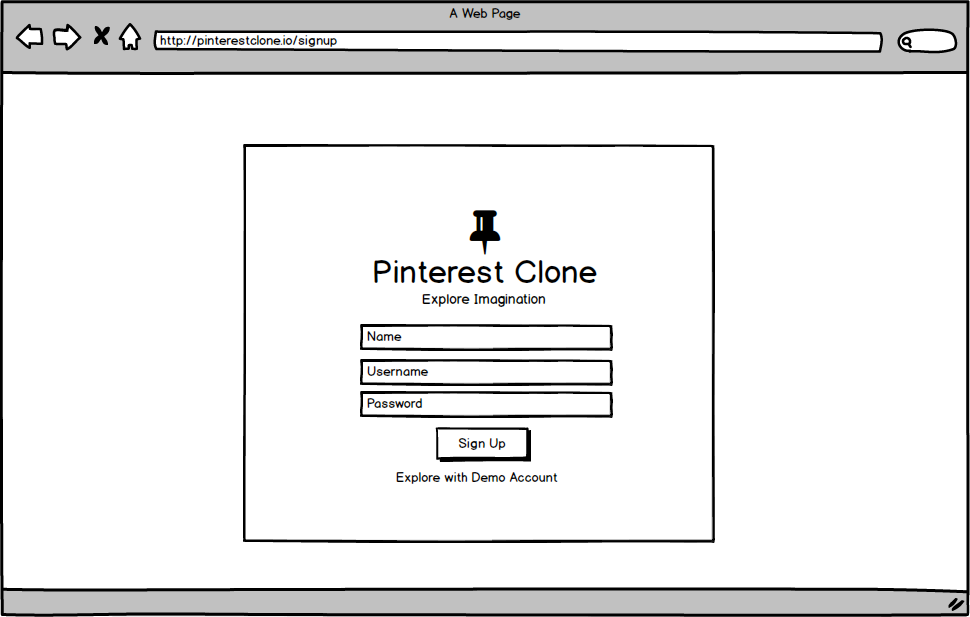 A Web Page
http://pinterestclone.io/signup
Pinterest Clone
Explore Imagination
Name
Username
Password
Sign Up
Explore with Demo Account